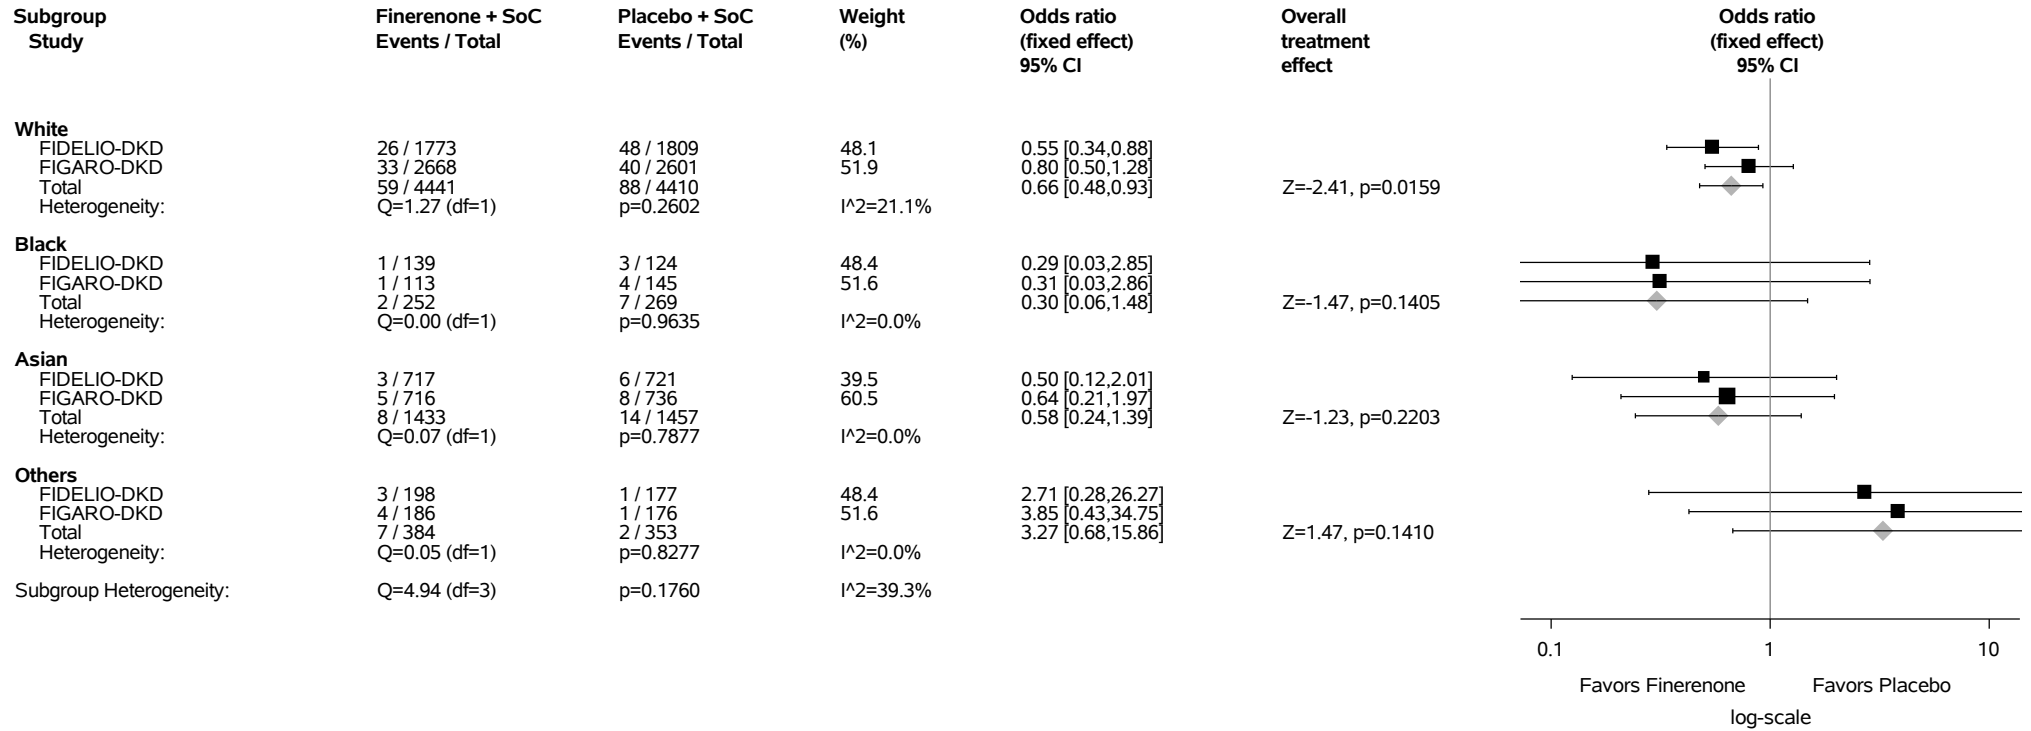 Subgroup Finerenone + SoC Placebo + SoC Weight Odds ratio Overall Odds ratio
Study Events / Total Events / Total (%) (fixed effect) treatment (fixed effect)
95% CI effect 95% CI
White
FIDELIO-DKD 26 / 1773 48 / 1809 48.1 0.55 [0.34,0.88]
FIGARO-DKD 33 / 2668 40 / 2601 51.9 0.80 [0.50,1.28]
Total 59 / 4441 88 / 4410 0.66 [0.48,0.93] Z=-2.41, p=0.0159
Heterogeneity: Q=1.27 (df=1) p=0.2602 I^2=21.1%
Black
FIDELIO-DKD 1 / 139 3 / 124 48.4 0.29 [0.03,2.85]
FIGARO-DKD 1 / 113 4 / 145 51.6 0.31 [0.03,2.86]
Total 2 / 252 7 / 269 0.30 [0.06,1.48] Z=-1.47, p=0.1405
Heterogeneity: Q=0.00 (df=1) p=0.9635 I^2=0.0%
Asian
FIDELIO-DKD 3 / 717 6 / 721 39.5 0.50 [0.12,2.01]
FIGARO-DKD 5 / 716 8 / 736 60.5 0.64 [0.21,1.97]
Total 8 / 1433 14 / 1457 0.58 [0.24,1.39] Z=-1.23, p=0.2203
Heterogeneity: Q=0.07 (df=1) p=0.7877 I^2=0.0%
Others
FIDELIO-DKD 3 / 198 1 / 177 48.4 2.71 [0.28,26.27]
FIGARO-DKD 4 / 186 1 / 176 51.6 3.85 [0.43,34.75]
Total 7 / 384 2 / 353 3.27 [0.68,15.86] Z=1.47, p=0.1410
Heterogeneity: Q=0.05 (df=1) p=0.8277 I^2=0.0%
Subgroup Heterogeneity: Q=4.94 (df=3) p=0.1760 I^2=39.3%
0.1 1 10
Favors Finerenone Favors Placebo
log-scale